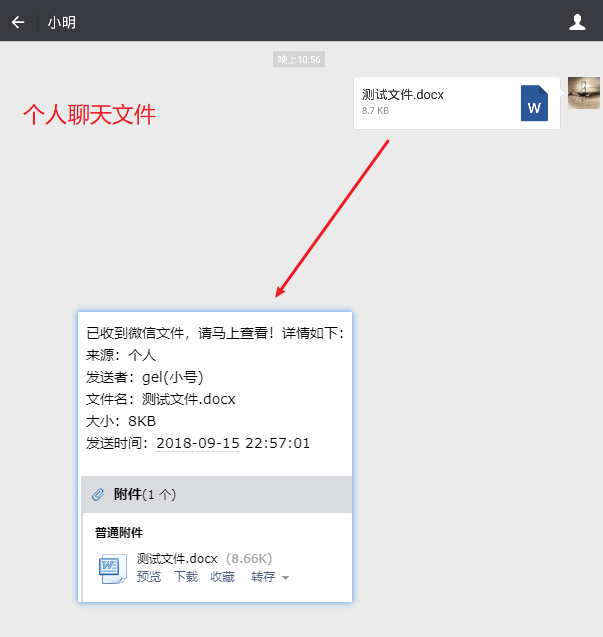 小明
晚上10:56
测试文件.docx
8.7 KB
W
个人聊天文件
已收到微信文件，请马上查看！详情如下：
来源：个人
发送者：gel(小号)
文件名：测试文件.docx
大小：8KB
发送时间：2018-09-15 22:57:01
附件(1 个)
普通附件
测试文件.docx (8.66K)
预览 下载 收藏 转存